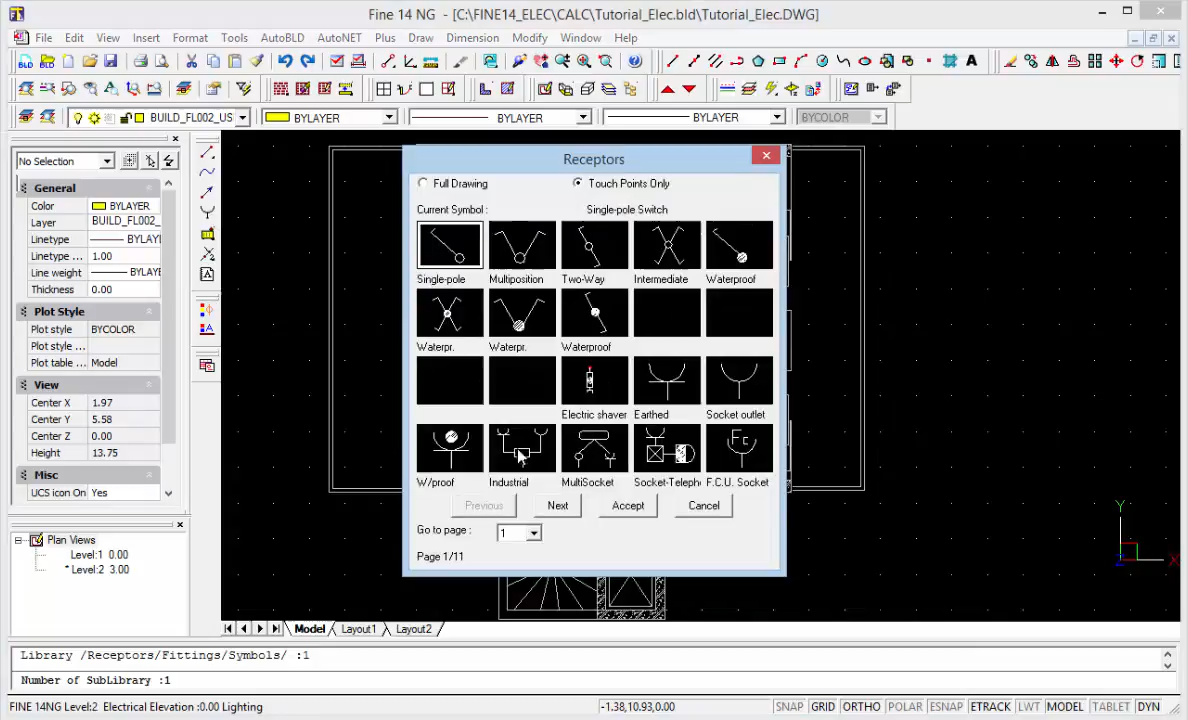 Fine 14 NG - [C:\FINE14_ELEC\CALC\Tutorial_Elec.bld\Tutorial_Elec.DWG]
File Edit View Insert Format Tools AutoBLD AutoNET Plus Draw Dimension Modify Window Help
BLD BLD
BUILD_FL002_US BYLAYER BYLAYER BYLAYER BYCOLOR
No Selection
General
Color BYLAYER
Layer BUILD_FL002_
Linetype BYLAYE
Linetype ... 1.00
Line weight BYLAYE
Thickness 0.00
Plot Style
Plot style BYCOLOR
Plot style ...
Plot table ... Model
View
Center X 1.97
Center Y 5.58
Center Z 0.00
Height 13.75
Misc
UCS icon On Yes
Plan Views
Level:1 0.00
* Level:2 3.00
Receptors
Full Drawing Touch Points Only
Current Symbol : Single-pole Switch
Single-pole Multiposition Two-Way Intermediate Waterproof
Waterpr. Waterpr. Waterproof
Electric shaver Earthed Socket outlet
Fc
W/proof Industrial MultiSocket Socket-Teleph F.C.U. Socket
Previous Next Accept Cancel
Go to page : 1
Page 1/11
Y
X
Z
Model Layout1 Layout2
Library /Receptors/Fittings/Symbols/ :1
Number of SubLibrary :1
FINE 14NG Level:2 Electrical Elevation :0.00 Lighting -1.38,10.93,0.00 SNAP GRID ORTHO POLAR ESNAP ETRACK LWT MODEL TABLET DYN